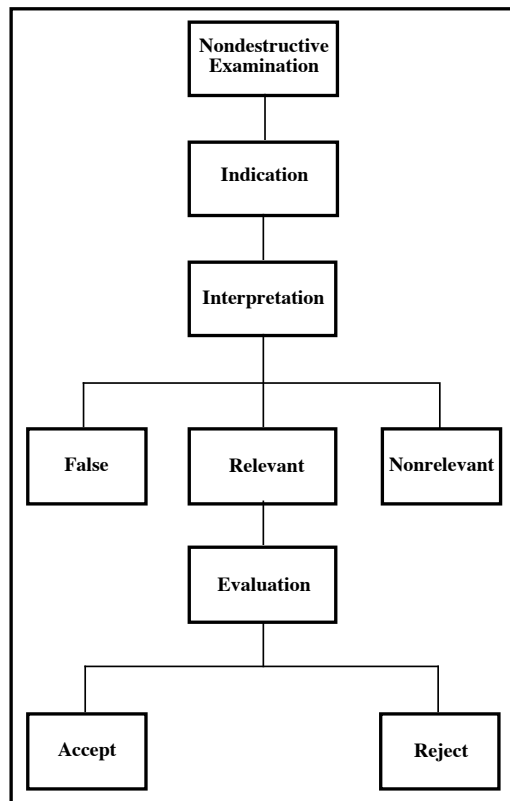 Nondestructive
Examination
Indication
Interpretation
False
Relevant
Nonrelevant
Evaluation
Accept
Reject